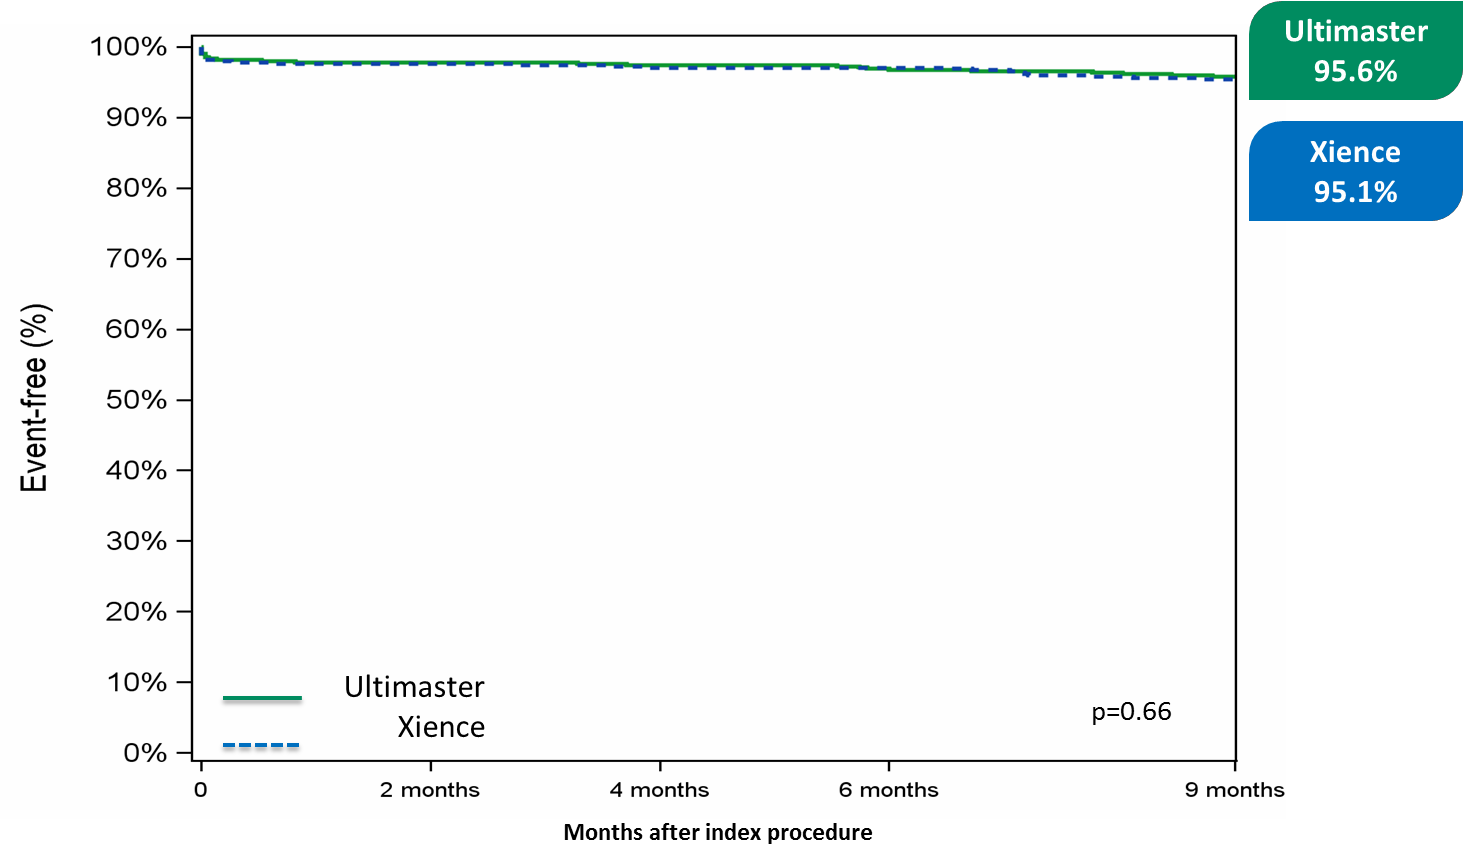 Ultimaster
95.6%
Xience
95.1%
100%
90%
80%
70%
60%
50%
40%
30%
20%
10%
0%
Event-free (%)
Ultimaster
Xience
p=0.66
0
2 months
4 months
6 months
9 months
Months after index procedure